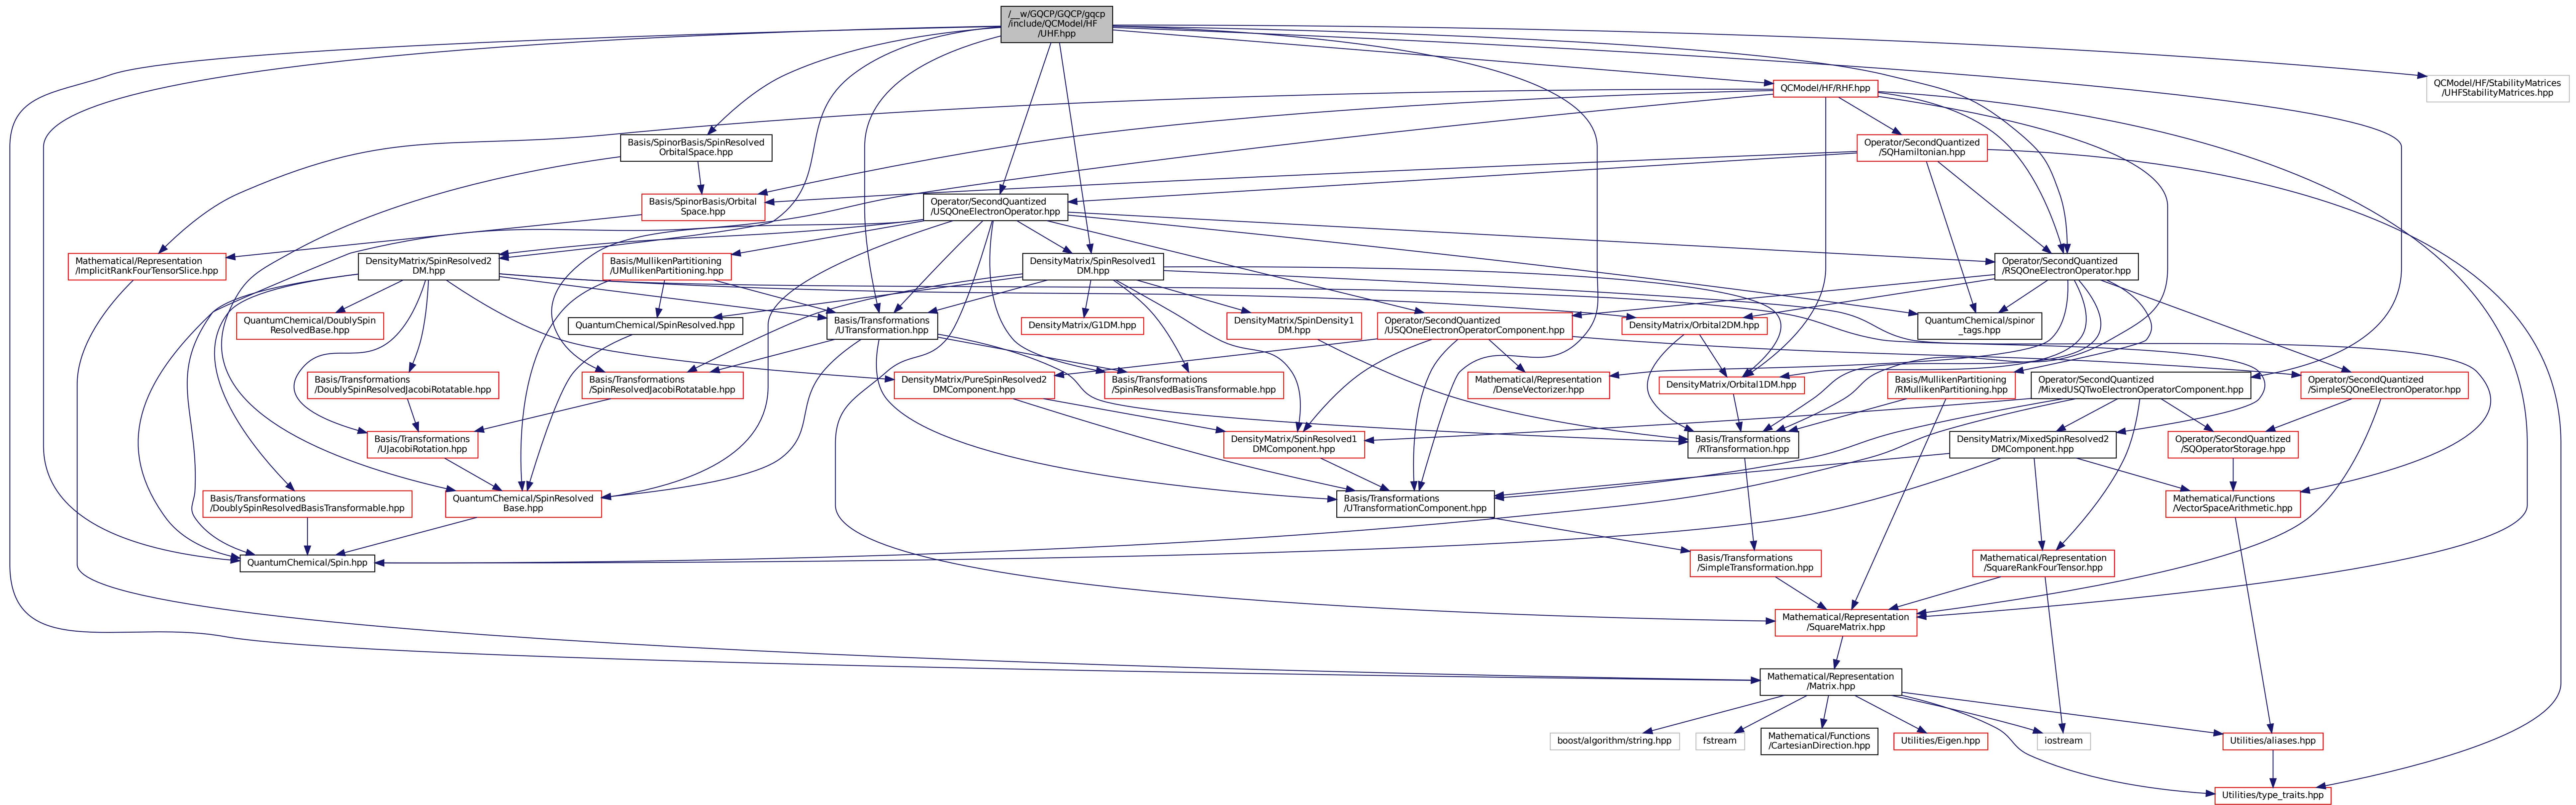 /__w/GQCP/GQCP/gqcp
/include/QCModel/HF
/UHF.hpp
QCModel/HF/RHF.hpp
QCModel/HF/StabilityMatrices
/UHFStabilityMatrices.hpp
Basis/SpinorBasis/SpinResolved
OrbitalSpace.hpp
Operator/SecondQuantized
/SQHamiltonian.hpp
Basis/SpinorBasis/Orbital
Space.hpp
Operator/SecondQuantized
/USQOneElectronOperator.hpp
Mathematical/Representation
/ImplicitRankFourTensorSlice.hpp
DensityMatrix/SpinResolved2
DM.hpp
Basis/MullikenPartitioning
/UMullikenPartitioning.hpp
DensityMatrix/SpinResolved1
DM.hpp
Operator/SecondQuantized
/RSQOneElectronOperator.hpp
QuantumChemical/DoublySpin
ResolvedBase.hpp
QuantumChemical/SpinResolved.hpp
Basis/Transformations
/UTransformation.hpp
DensityMatrix/G1DM.hpp
DensityMatrix/SpinDensity1
DM.hpp
Operator/SecondQuantized
/USQOneElectronOperatorComponent.hpp
DensityMatrix/Orbital2DM.hpp
QuantumChemical/spinor
_tags.hpp
Basis/Transformations
/DoublySpinResolvedJacobiRotatable.hpp
Basis/Transformations
/SpinResolvedJacobiRotatable.hpp
DensityMatrix/PureSpinResolved2
DMComponent.hpp
Basis/Transformations
/SpinResolvedBasisTransformable.hpp
Mathematical/Representation
/DenseVectorizer.hpp
DensityMatrix/Orbital1DM.hpp
Basis/MullikenPartitioning
/RMullikenPartitioning.hpp
Operator/SecondQuantized
/MixedUSQTwoElectronOperatorComponent.hpp
Operator/SecondQuantized
/SimpleSQOneElectronOperator.hpp
Basis/Transformations
/UJacobiRotation.hpp
DensityMatrix/SpinResolved1
DMComponent.hpp
Basis/Transformations
/RTransformation.hpp
DensityMatrix/MixedSpinResolved2
DMComponent.hpp
Operator/SecondQuantized
/SQOperatorStorage.hpp
Basis/Transformations
/DoublySpinResolvedBasisTransformable.hpp
QuantumChemical/SpinResolved
Base.hpp
Basis/Transformations
/UTransformationComponent.hpp
Mathematical/Functions
/VectorSpaceArithmetic.hpp
QuantumChemical/Spin.hpp
Basis/Transformations
/SimpleTransformation.hpp
Mathematical/Representation
/SquareRankFourTensor.hpp
Mathematical/Representation
/SquareMatrix.hpp
Mathematical/Representation
/Matrix.hpp
boost/algorithm/string.hpp
fstream
Mathematical/Functions
/CartesianDirection.hpp
Utilities/Eigen.hpp
iostream
Utilities/aliases.hpp
Utilities/type_traits.hpp